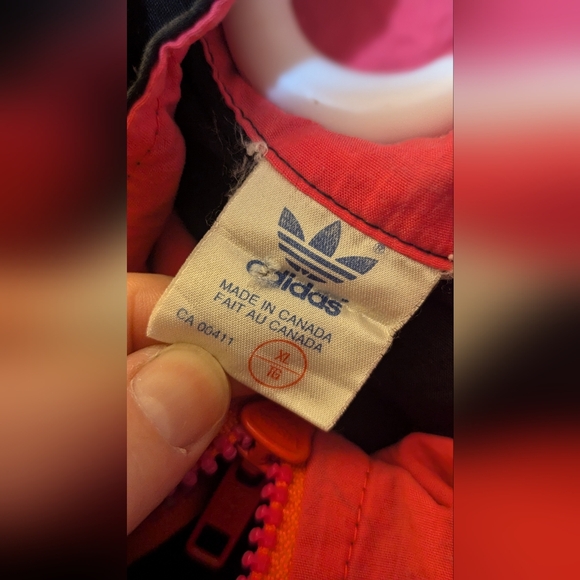 adidas
MADE IN CANADA
FAIT AU CANADA
CA 00411
XL
TG